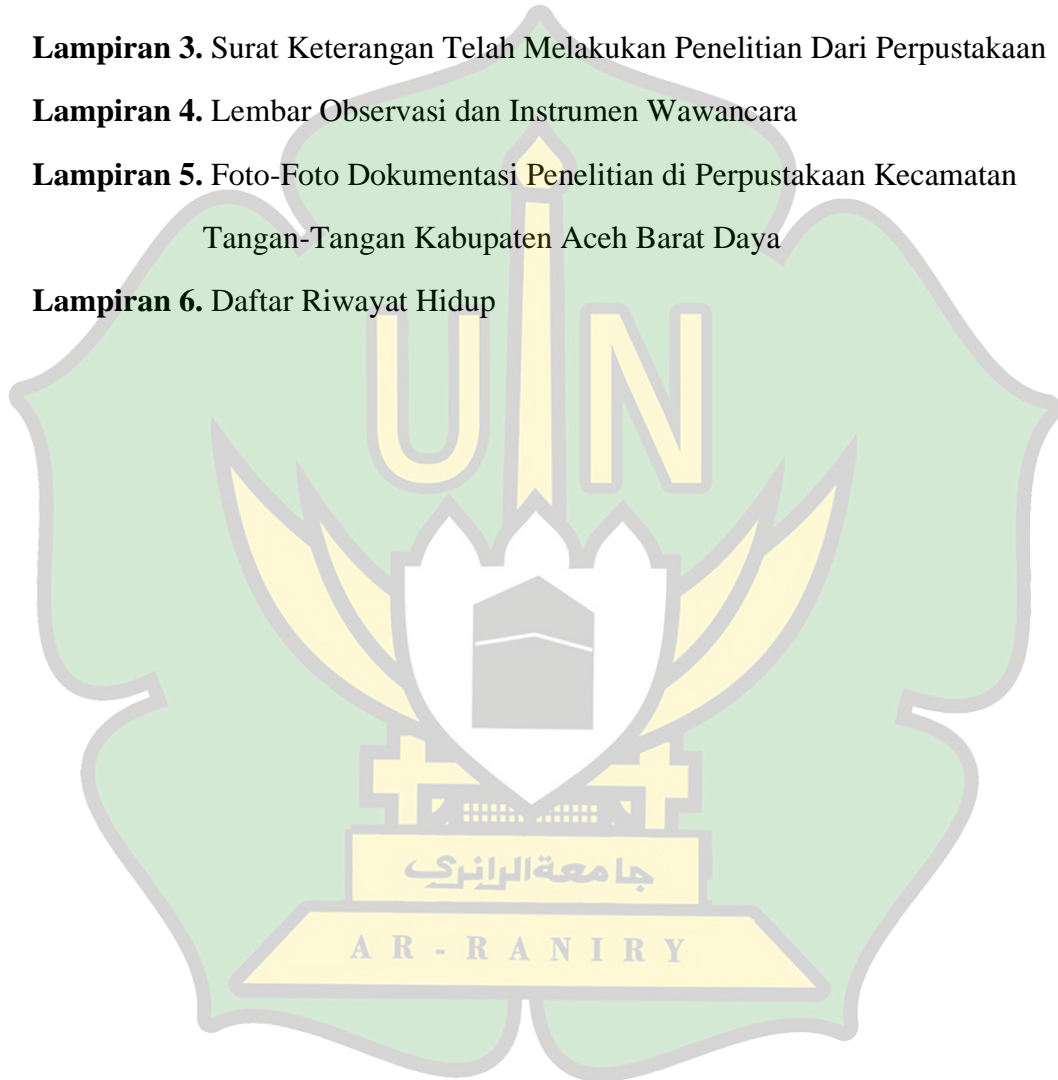 Lampiran 3. Surat Keterangan Telah Melakukan Penelitian Dari Perpustakaan
Lampiran 4. Lembar Observasi dan Instrumen Wawancara
Lampiran 5. Foto-Foto Dokumentasi Penelitian di Perpustakaan Kecamatan
Tangan-Tangan Kabupaten Aceh Barat Daya
Lampiran 6. Daftar Riwayat Hidup
UIN
جامعةالرانري
AR-RANIRY